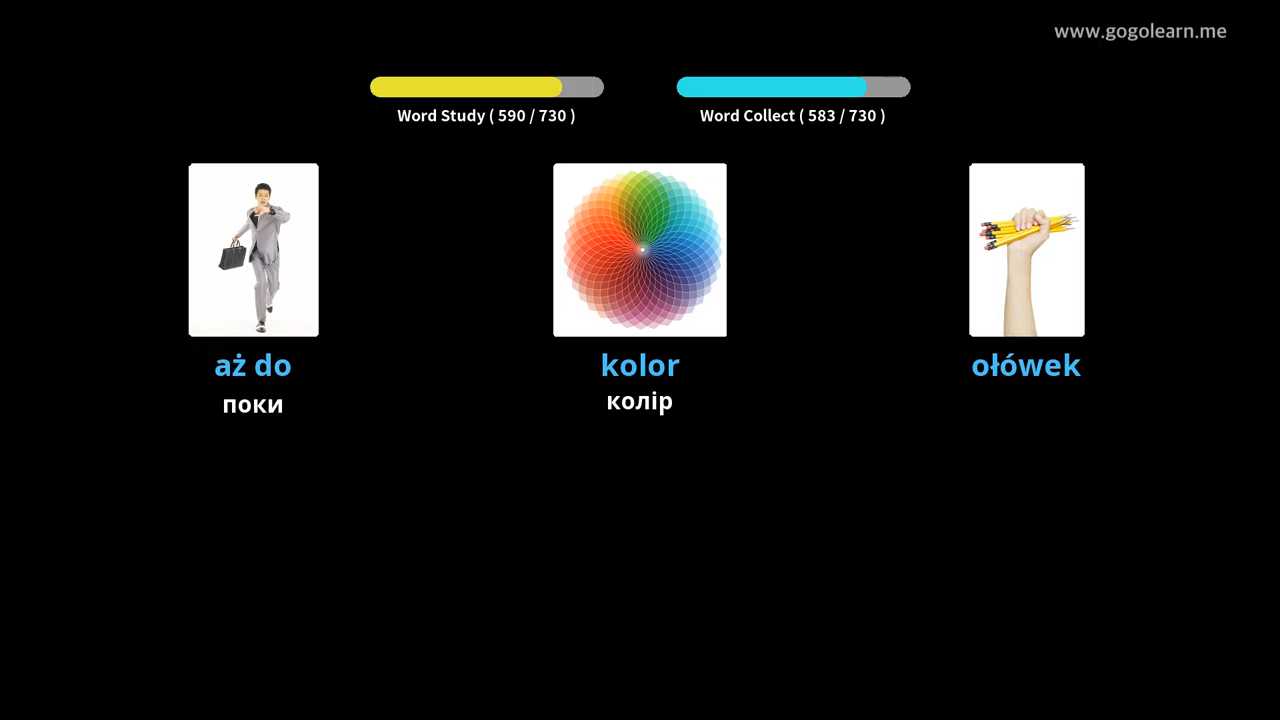 www.gogolearn.me
Word Study ( 590 / 730 )
Word Collect ( 583 / 730 )
aż do
kolor
ołówek
поки
колір